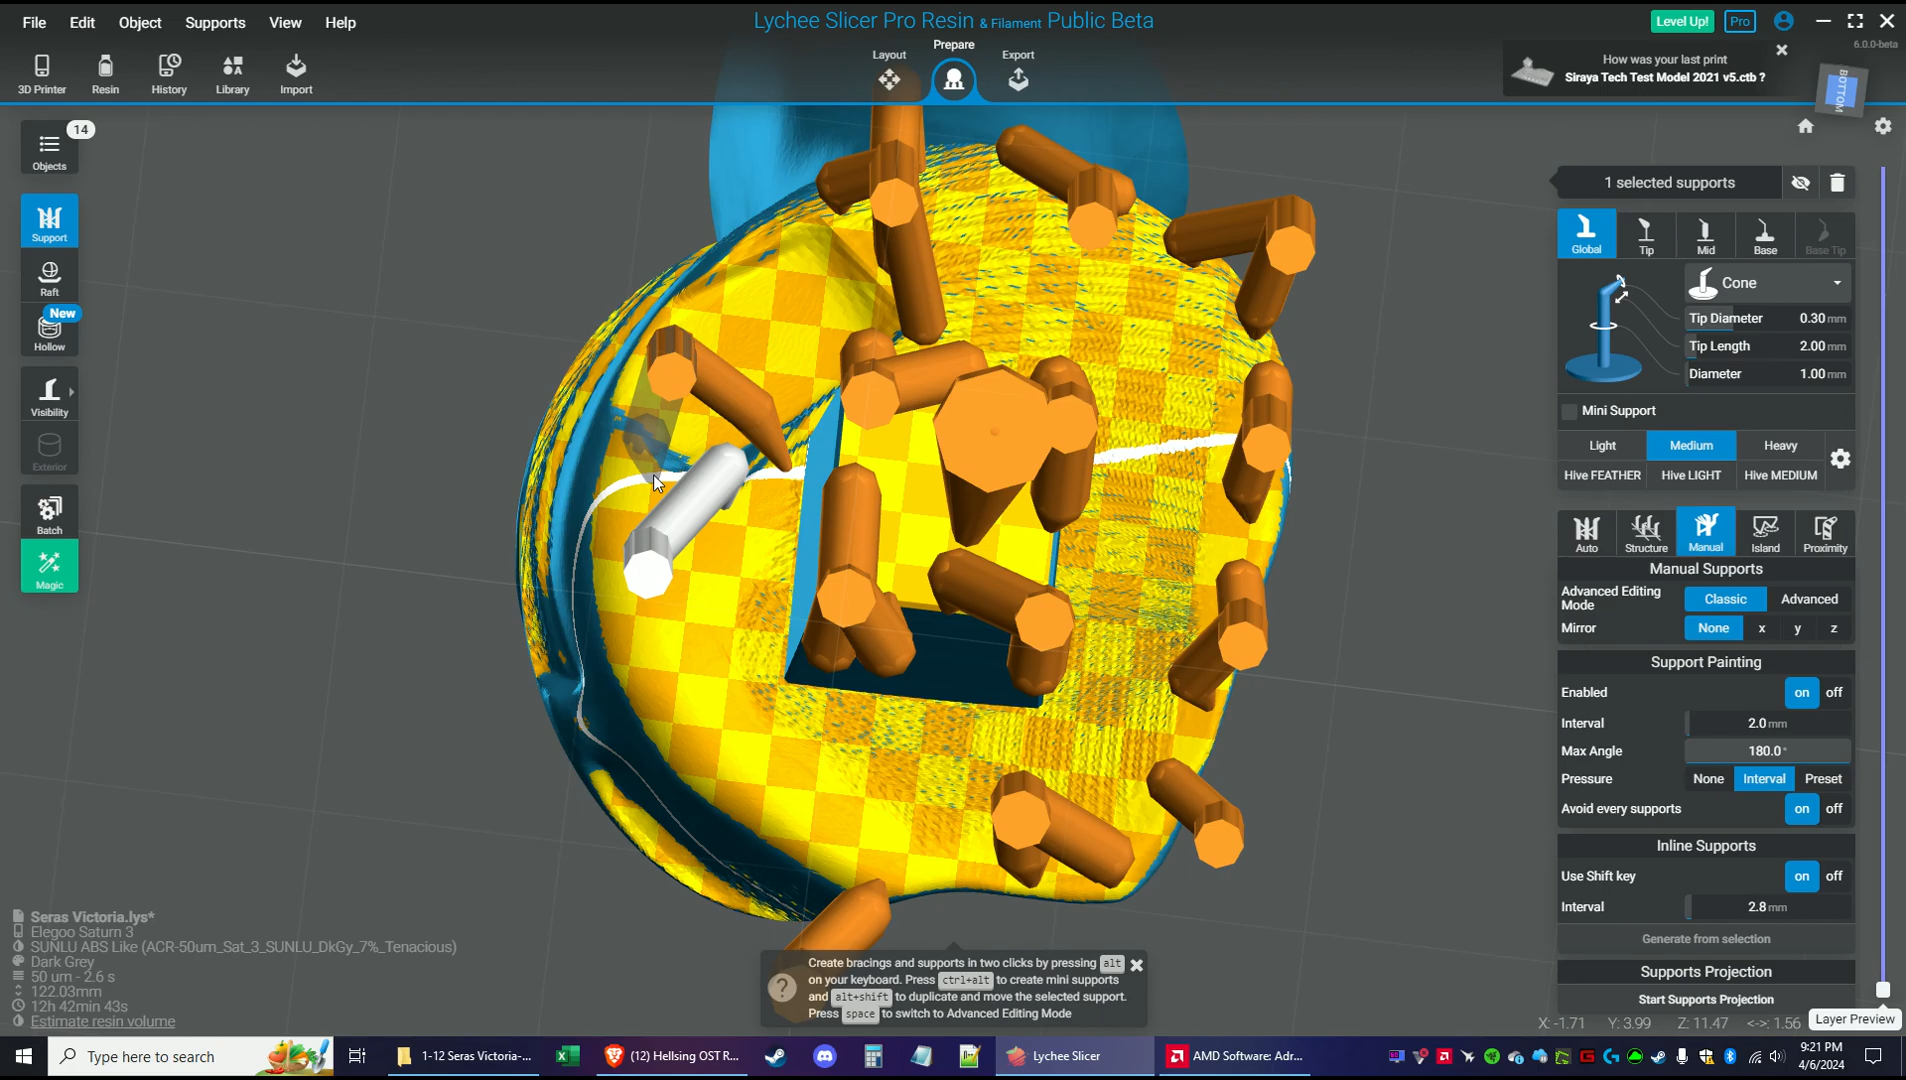 File Edit Object Supports View Help
Lychee Slicer Pro Resin & Filament Public Beta
Level Up! Pro
6.0.0-beta
3D Printer Resin History Library Import
Layout Prepare Export
How was your last print
Siraya Tech Test Model 2021 v5.ctb ?
BOTTOM
14
Objects
Support
Raft
New
Hollow
Visibility
Exterior
Batch
Magic
1 selected supports
Global Tip Mid Base Base Tip
Cone
Tip Diameter 0.30 mm
Tip Length 2.00 mm
Diameter 1.00 mm
Mini Support
Light Medium Heavy
Hive FEATHER Hive LIGHT Hive MEDIUM
Auto Structure Manual Island Proximity
Manual Supports
Advanced Editing Mode Classic Advanced
Mirror None x y z
Support Painting
Enabled on off
Interval 2.0 mm
Max Angle 180.0 °
Pressure None Interval Preset
Avoid every supports on off
Inline Supports
Use Shift key on off
Interval 2.8 mm
Generate from selection
Supports Projection
Start Supports Projection
X: -1.71 Y: 3.99 Z: 11.47 <->: 1.56
Layer Preview
Seras Victoria.lys*
Elegoo Saturn 3
SUNLU ABS Like (ACR-50um_Sat_3_SUNLU_DkGy_7%_Tenacious)
Dark Grey
50 um - 2.6 s
122.03mm
12h 42min 43s
Estimate resin volume
Create bracings and supports in two clicks by pressing alt
on your keyboard. Press ctrl+alt to create mini supports
and alt+shift to duplicate and move the selected support.
Press space to switch to Advanced Editing Mode
Type here to search
1-12 Seras Victoria-...
(12) Hellsing OST R...
Lychee Slicer
AMD Software: Adr...
9:21 PM
4/6/2024